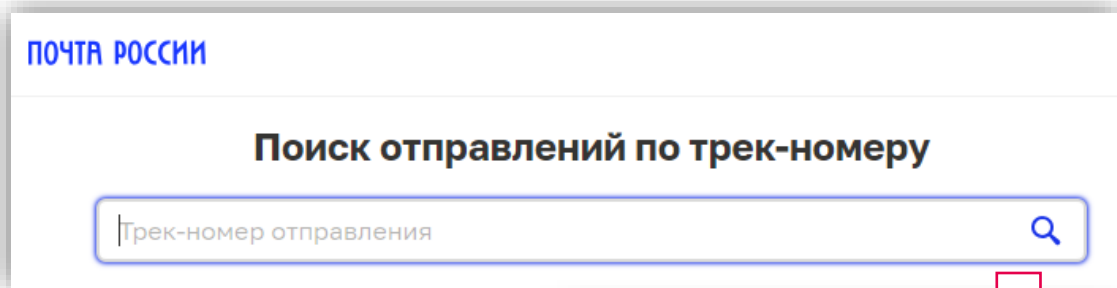 ПОЧТА РОССИИ
Поиск отправлений по трек-номеру
Трек-номер отправления